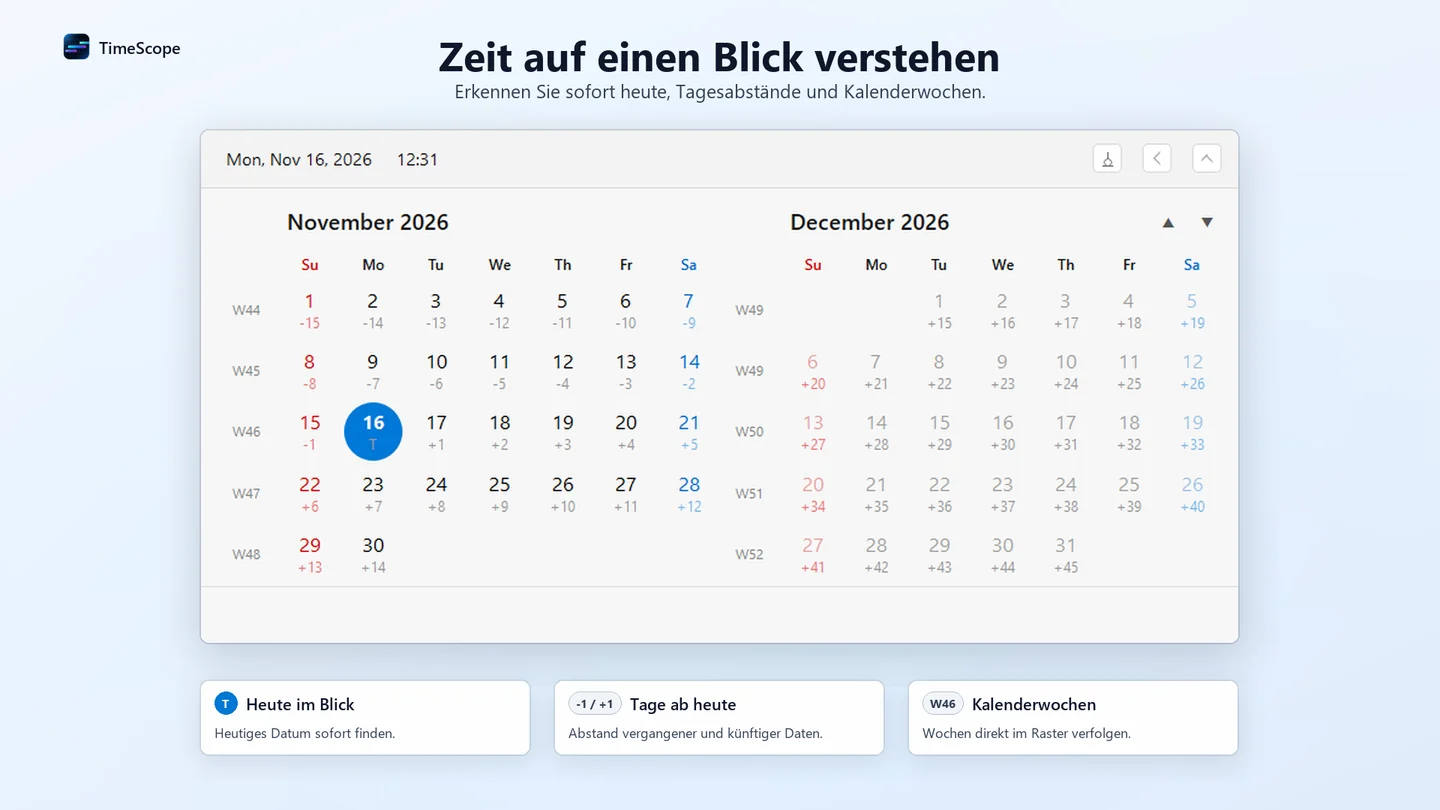 TimeScope
Zeit auf einen Blick verstehen
Erkennen Sie sofort heute, Tagesabstände und Kalenderwochen.
Mon, Nov 16, 2026 12:31
November 2026
Su Mo Tu We Th Fr Sa
W44 1 2 3 4 5 6 7
-15 -14 -13 -12 -11 -10 -9
W45 8 9 10 11 12 13 14
-8 -7 -6 -5 -4 -3 -2
W46 15 16 17 18 19 20 21
-1 T +1 +2 +3 +4 +5
W47 22 23 24 25 26 27 28
+6 +7 +8 +9 +10 +11 +12
W48 29 30
+13 +14
December 2026 ▲ ▼
Su Mo Tu We Th Fr Sa
W49 1 2 3 4 5
+15 +16 +17 +18 +19
W49 6 7 8 9 10 11 12
+20 +21 +22 +23 +24 +25 +26
W50 13 14 15 16 17 18 19
+27 +28 +29 +30 +31 +32 +33
W51 20 21 22 23 24 25 26
+34 +35 +36 +37 +38 +39 +40
W52 27 28 29 30 31
+41 +42 +43 +44 +45
T Heute im Blick
Heutiges Datum sofort finden.
-1 / +1 Tage ab heute
Abstand vergangener und künftiger Daten.
W46 Kalenderwochen
Wochen direkt im Raster verfolgen.